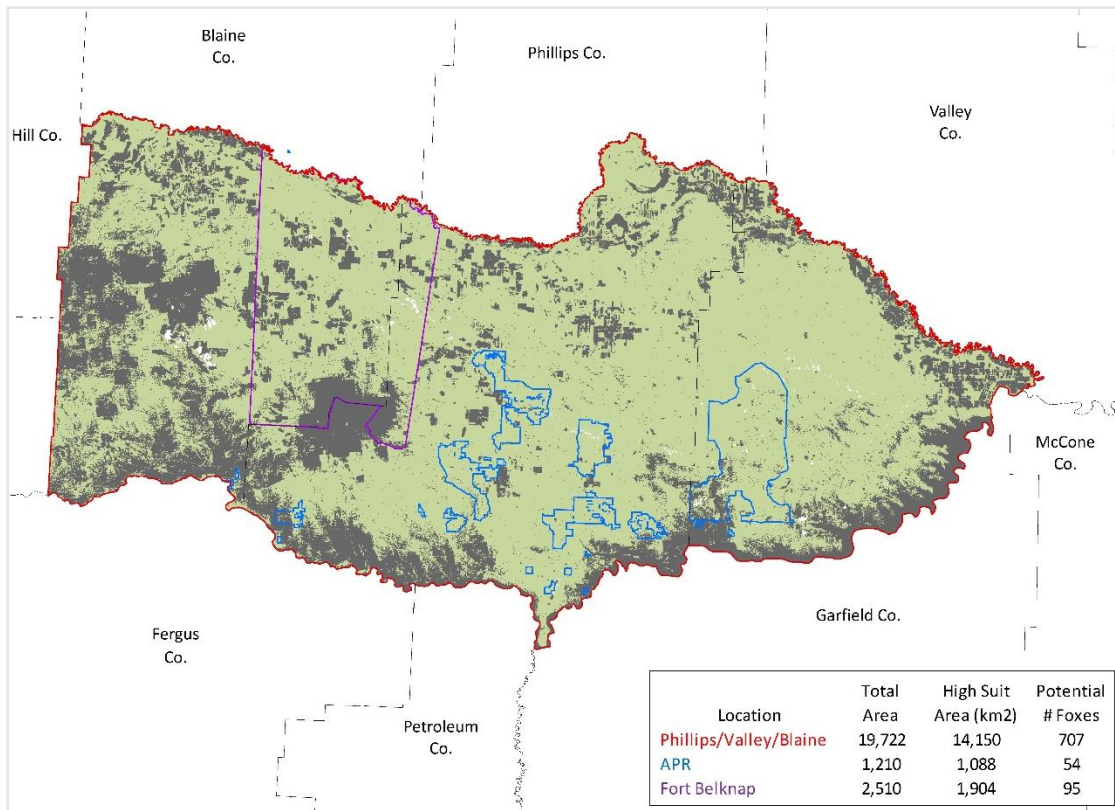 Blaine
Co.
Phillips Co.
Valley
Co.
Hill Co.
McCone
Co.
Garfield Co.
Fergus
Co.
Petroleum
Co.
Total High Suit Potential
Location Area Area (km2) # Foxes
Phillips/Valley/Blaine 19,722 14,150 707
APR 1,210 1,088 54
Fort Belknap 2,510 1,904 95